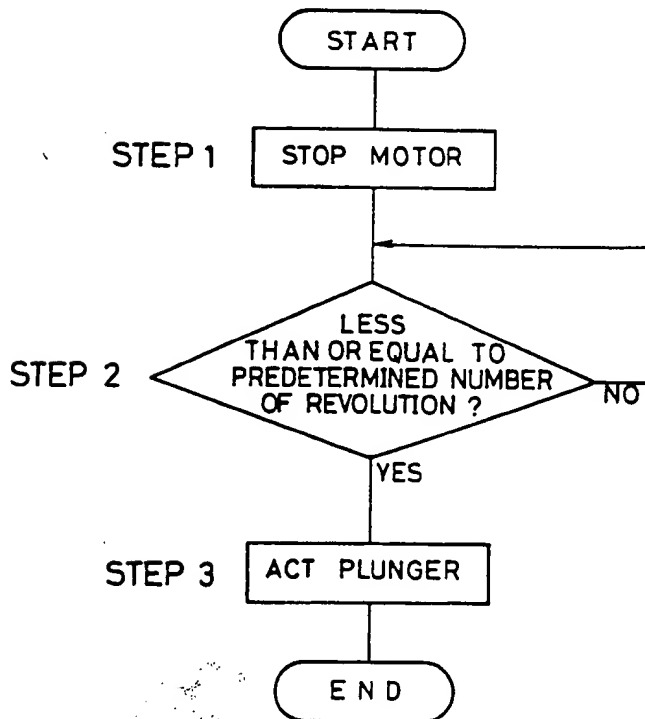 START
STEP 1
STOP MOTOR
STEP 2
LESS
THAN OR EQUAL TO
PREDETERMINED NUMBER
OF REVOLUTION ?
NO
YES
STEP 3
ACT PLUNGER
END